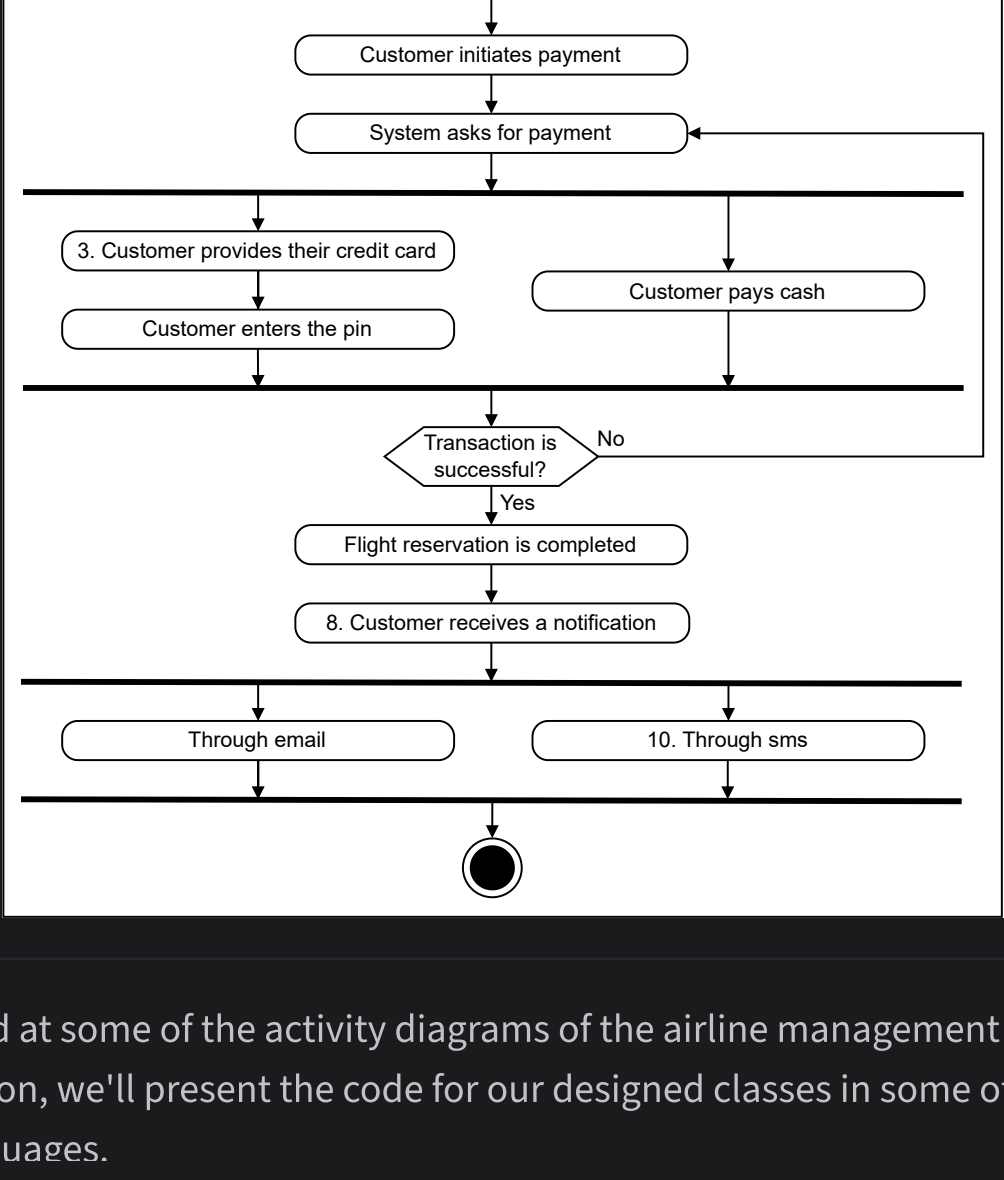 Customer initiates payment
System asks for payment
3. Customer provides their credit card
Customer pays cash
Customer enters the pin
Transaction is
successful?
No
Yes
Flight reservation is completed
8. Customer receives a notification
Through email
10. Through sms
at some of the activity diagrams of the airline management
we'll present the code for our designed classes in some